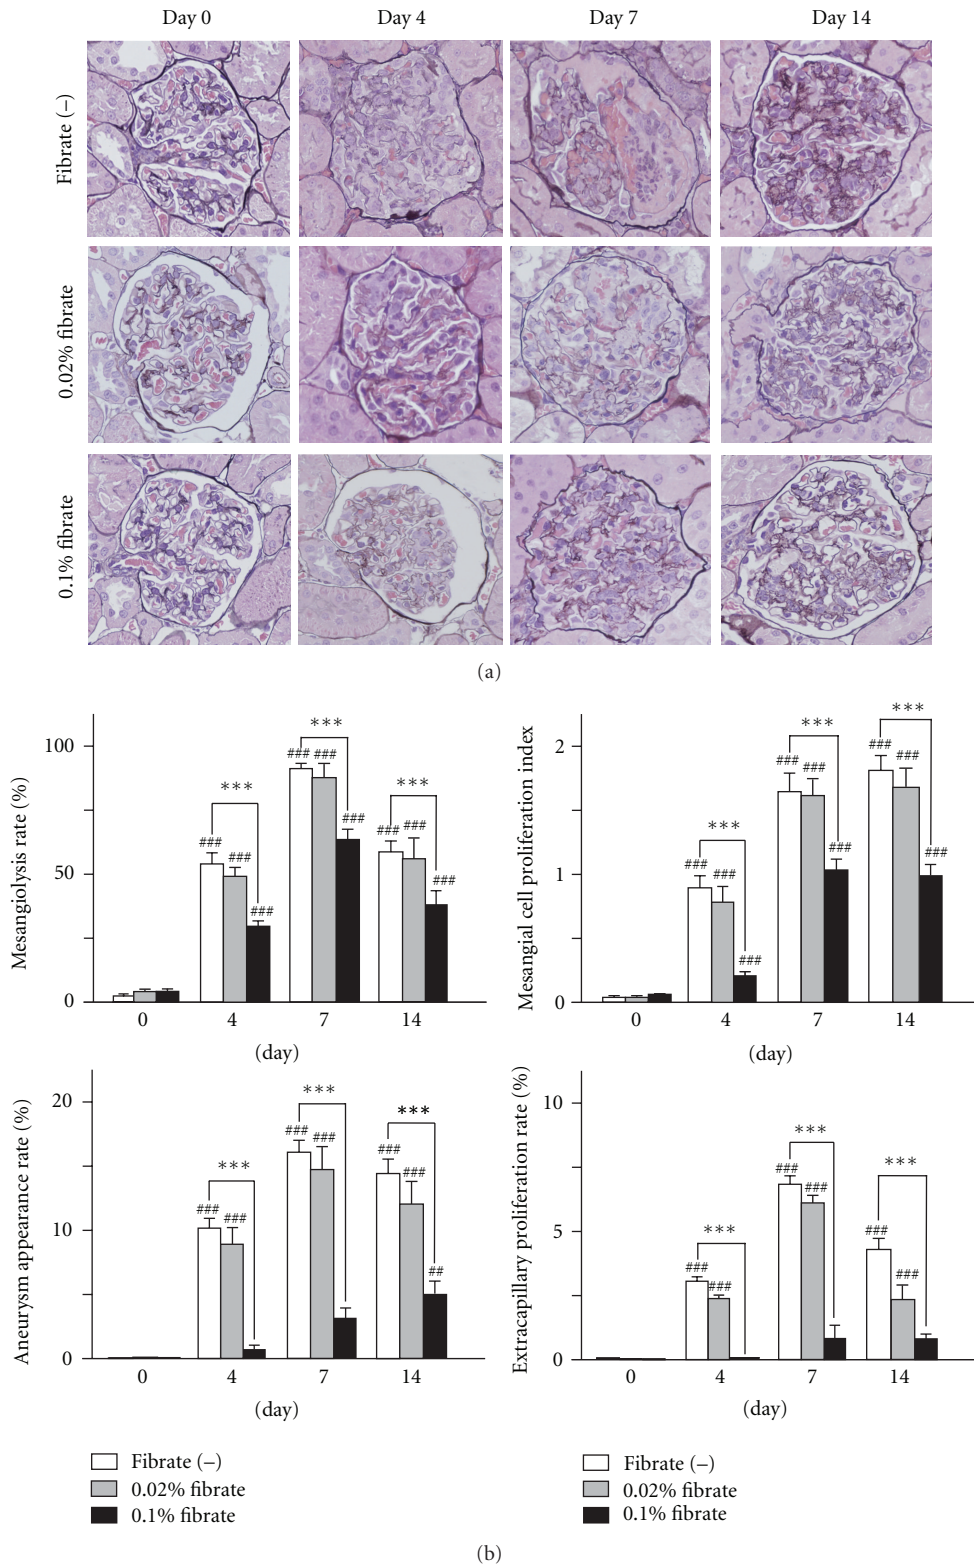 Day 0 Day 4 Day 7 Day 14
Fibrate (−)
0.02% fibrate
0.1% fibrate
(a)
Mesangiolysis rate (%)
100
50
0
***
***
***
### ###
###
### ###
###
### ###
###
0 4 7 14
(day)
Mesangial cell proliferation index
2
1
0
***
***
***
###
###
###
###
###
###
###
###
###
0 4 7 14
(day)
Aneurysm appearance rate (%)
20
10
0
***
***
***
###
###
###
###
###
###
##
0 4 7 14
(day)
Extracapillary proliferation rate (%)
10
5
0
***
***
***
###
###
###
###
###
###
0 4 7 14
(day)
Fibrate (−)
0.02% fibrate
0.1% fibrate
Fibrate (−)
0.02% fibrate
0.1% fibrate
(b)